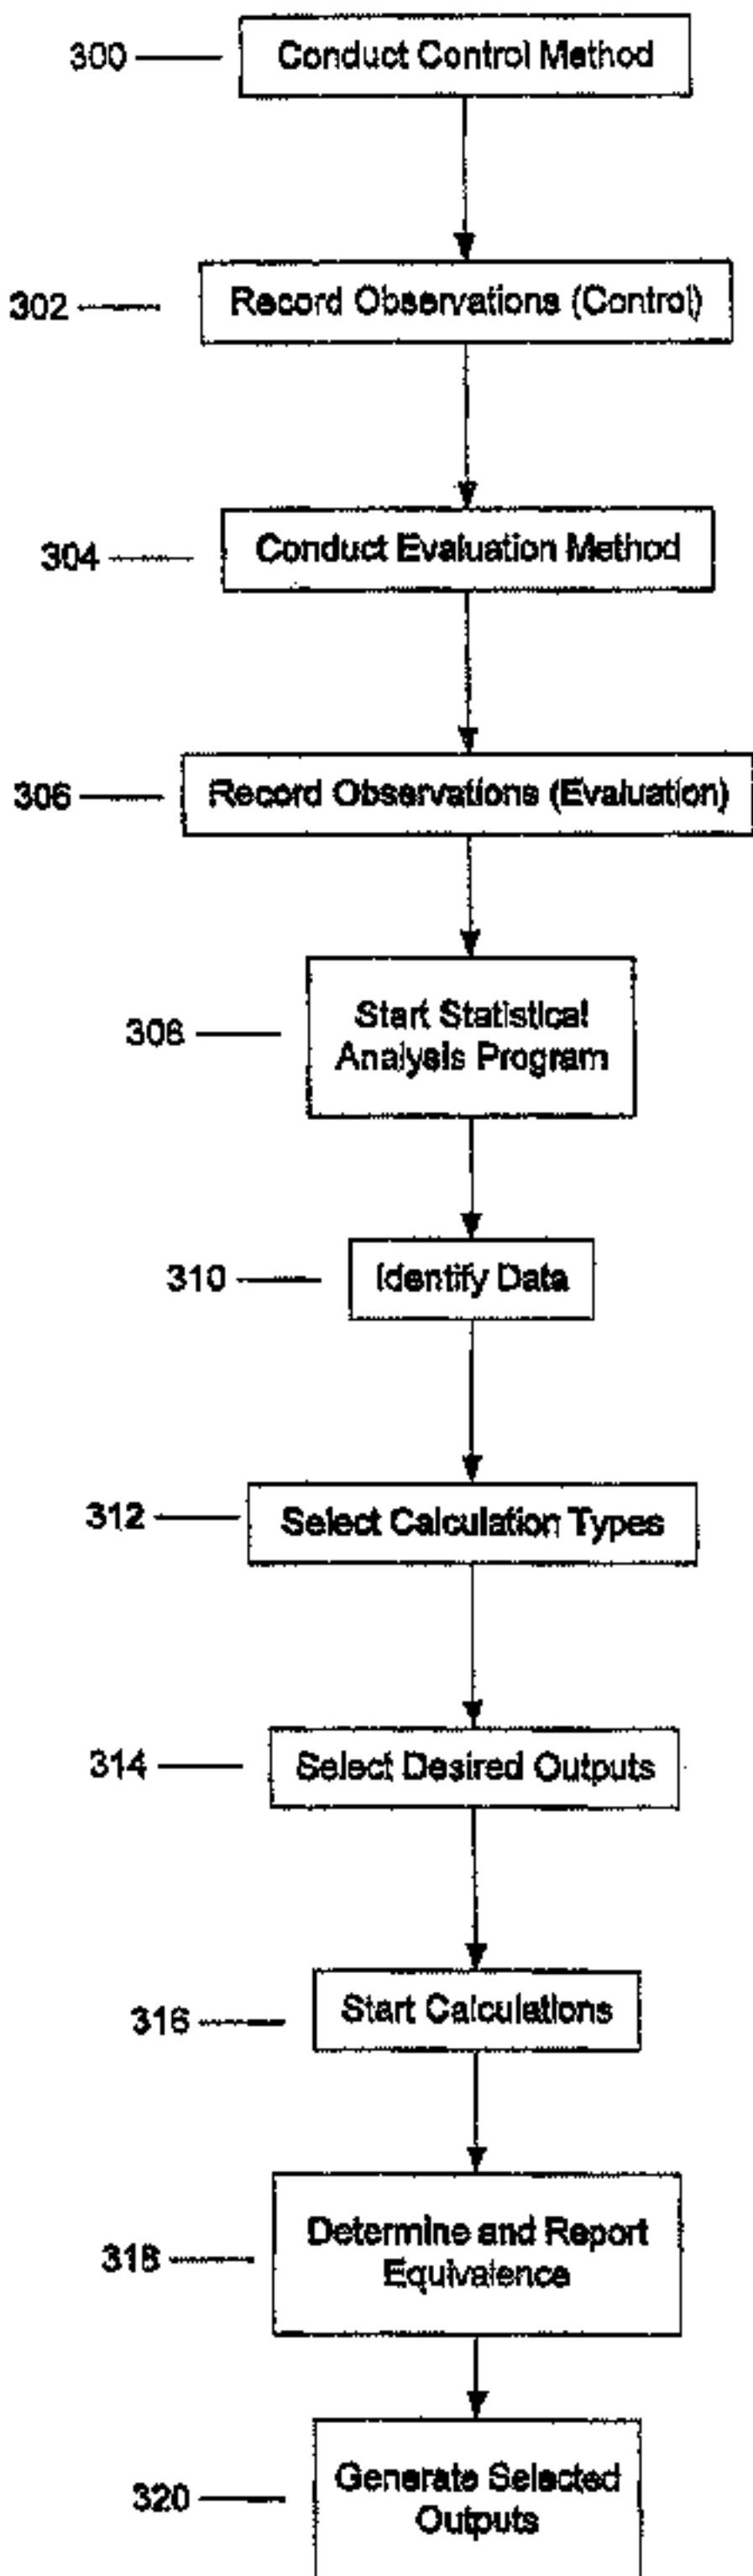 300
Conduct Control Method
302
Record Observations (Control)
304
Conduct Evaluation Method
306
Record Observations (Evaluation)
308
Start Statistical
Analysis Program
310
Identify Data
312
Select Calculation Types
314
Select Desired Outputs
316
Start Calculations
318
Determine and Report
Equivalence
320
Generate Selected
Outputs